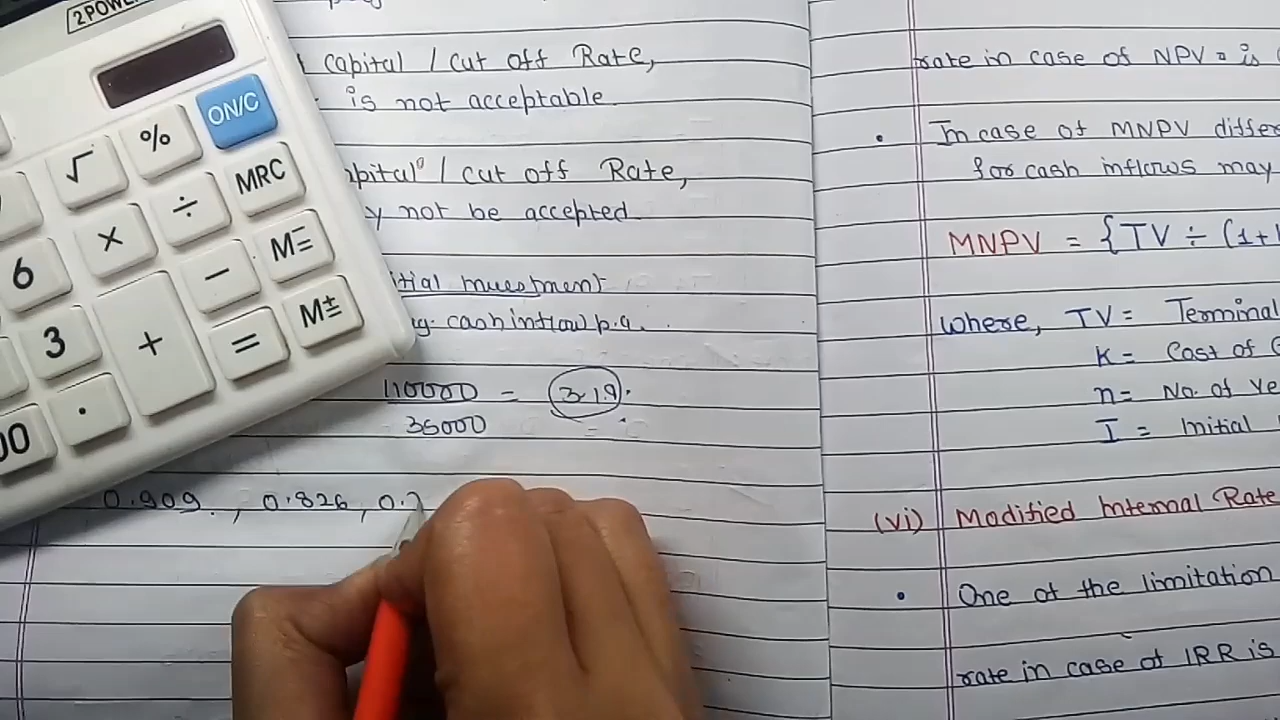 2POWE
ON/C
%
√
MRC
÷
×
M=
6
−
M±
3
+
=
.
00
capital / cut off Rate,
is not acceptable
pital / cut off Rate,
y not be accepted
itial investment
cash inflow p.a.
110000 = 3.19.
35000
0.909, 0.826, 0.7
rate in case of NPV is
• In case of MNPV differ
for cash inflows may
MNPV = {TV ÷ (1+
where, TV = Terminal
K = Cost of
n = No. of Ye
I = Initial
(vi) Modified Internal Rate
• One of the limitation
rate in case of IRR is